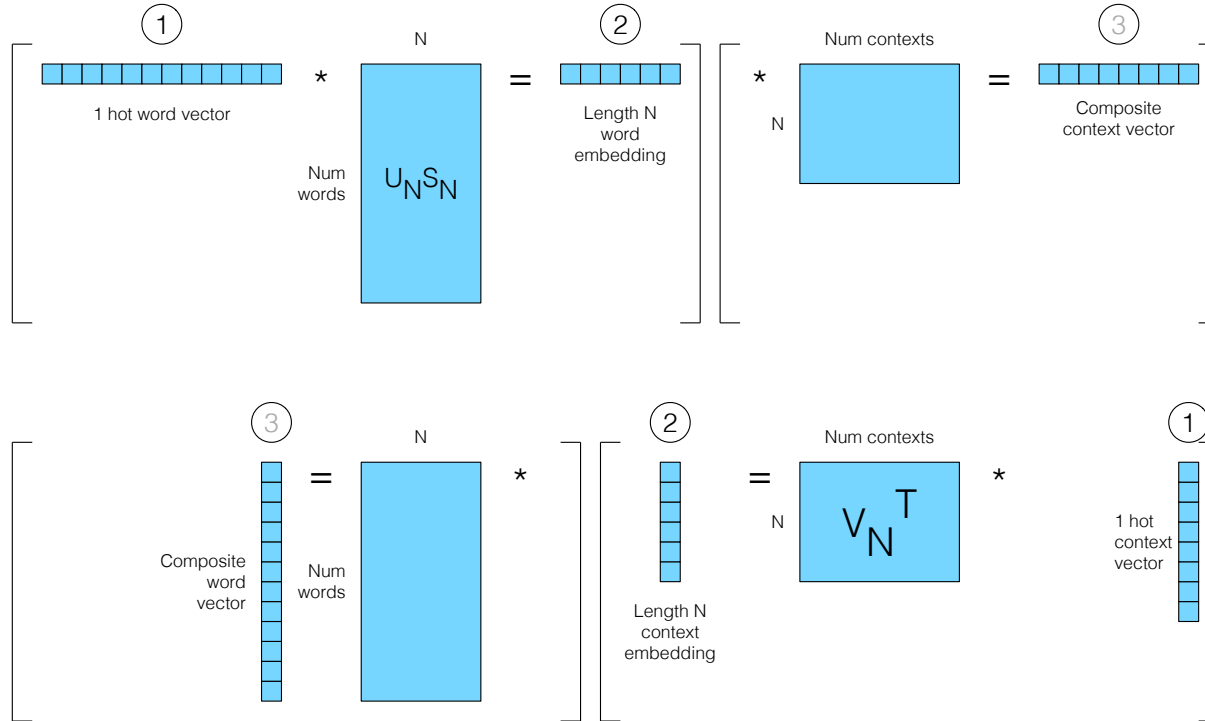 1
N
2
Num contexts
3
*
=
*
=
1 hot word vector
Length N
word
embedding
N
Composite
context vector
Num
words
UNSN
3
N
2
Num contexts
1
=
*
=
*
Composite
word
vector
Num
words
N
VNT
1 hot
context
vector
Length N
context
embedding